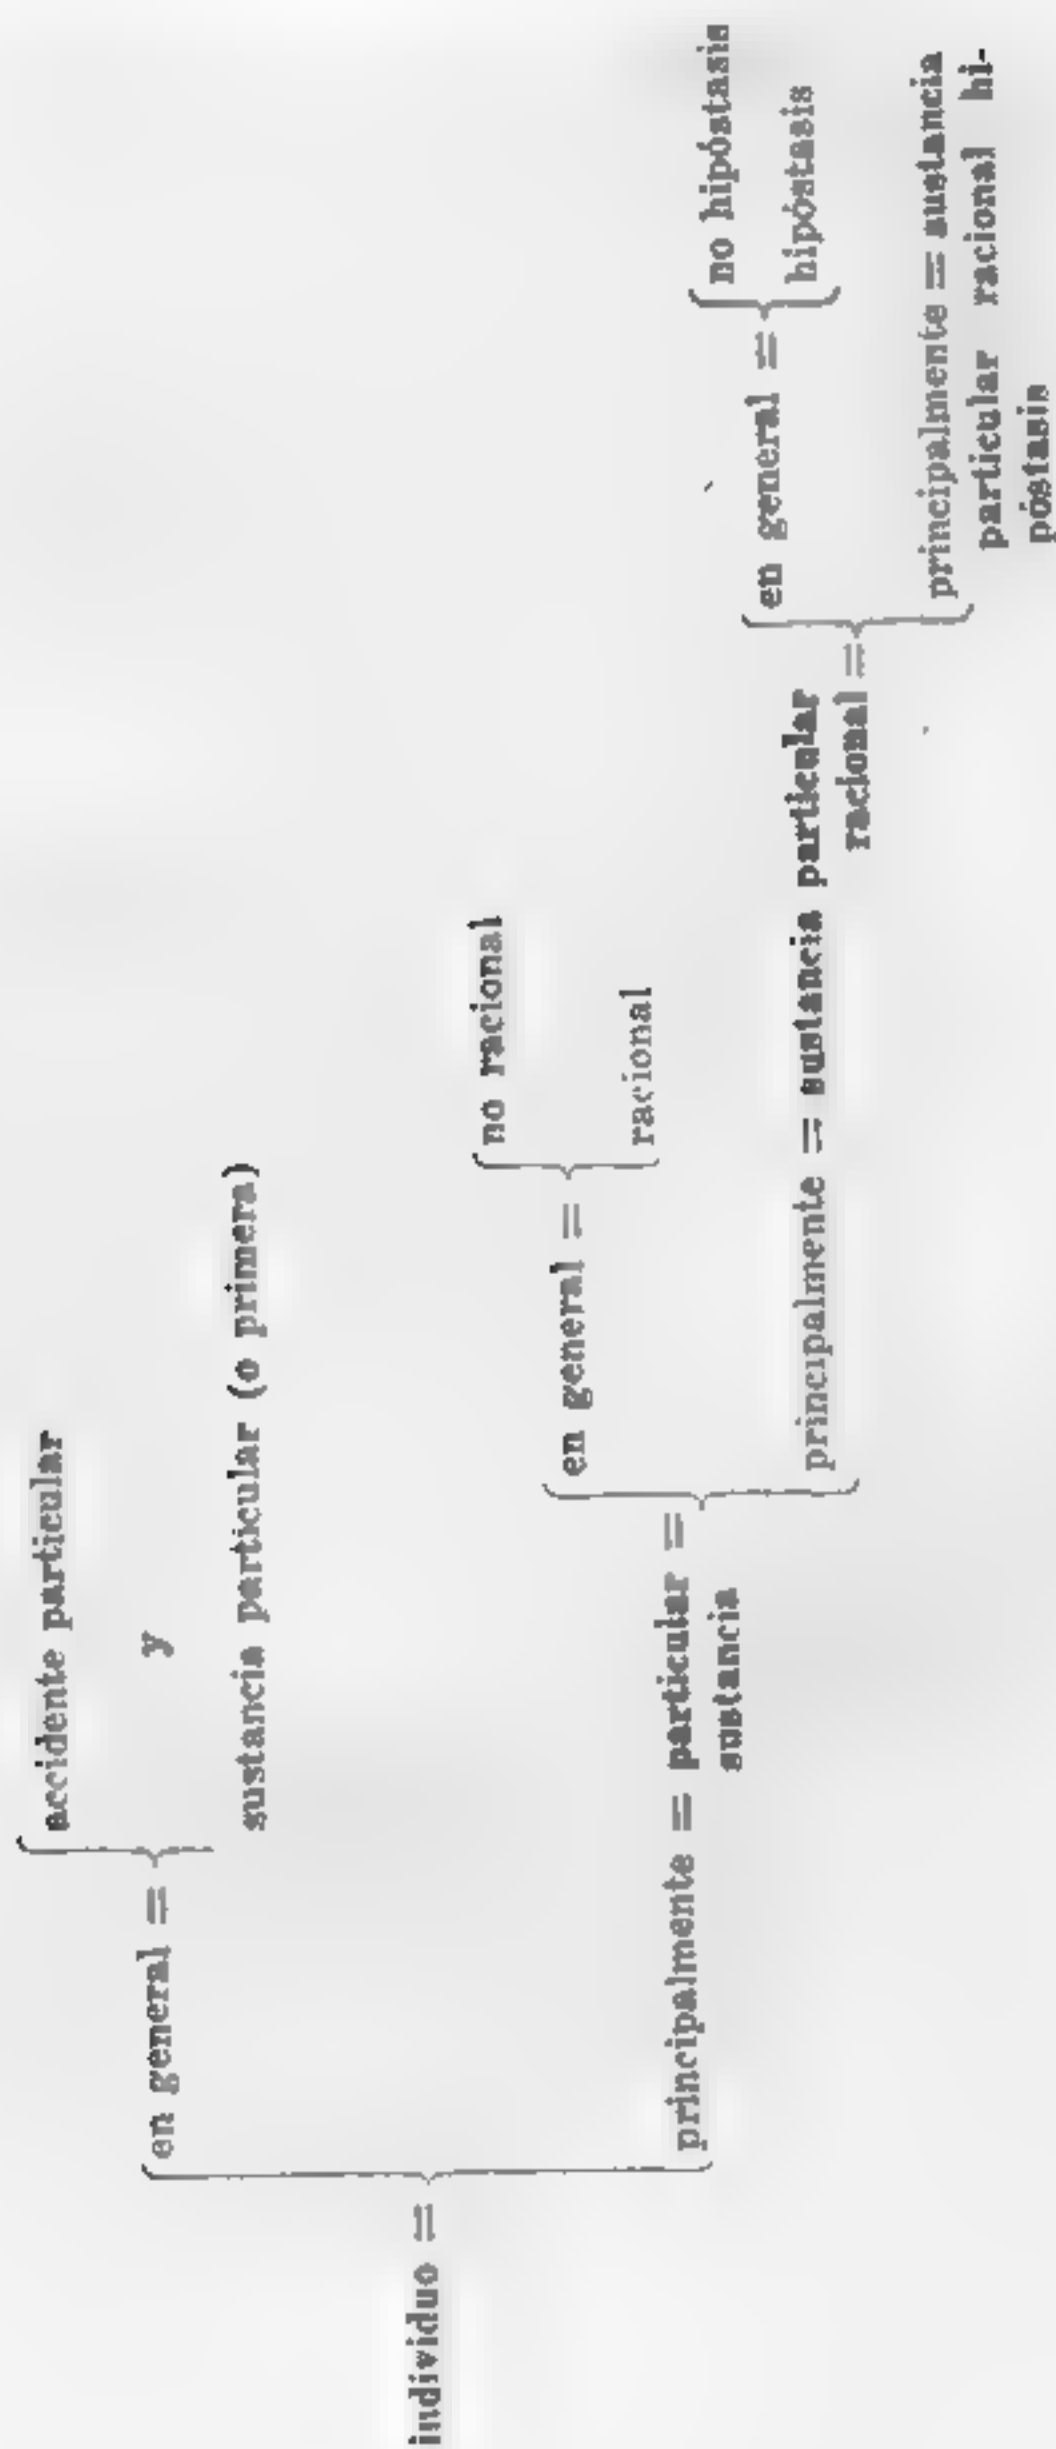 individuo =
en general =
accidente particular
y
sustancia particular (o primera)
principalmente = particular =
sustancia
en general =
no racional
racional
principalmente = sustancia particular
racional =
en general =
no hipóstasis
hipóstasis
principalmente = sustancia
particular racional hi-
póstasis